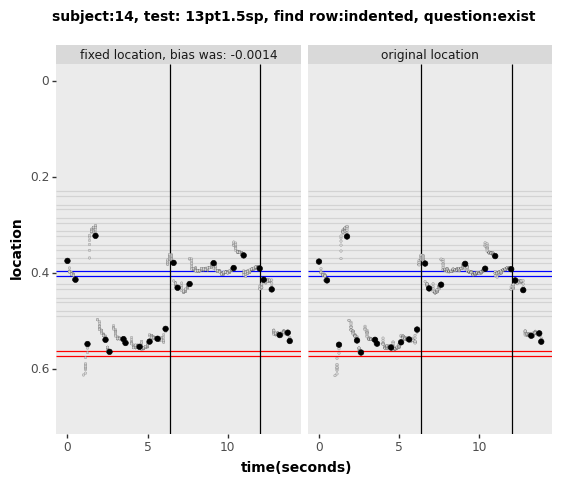 subject:14, test: 13pt1.5sp, find row:indented, question:exist
fixed location, bias was: -0.0014
original location
location
0
0.2
0.4
0.6
0 5 10
0 5 10
time(seconds)